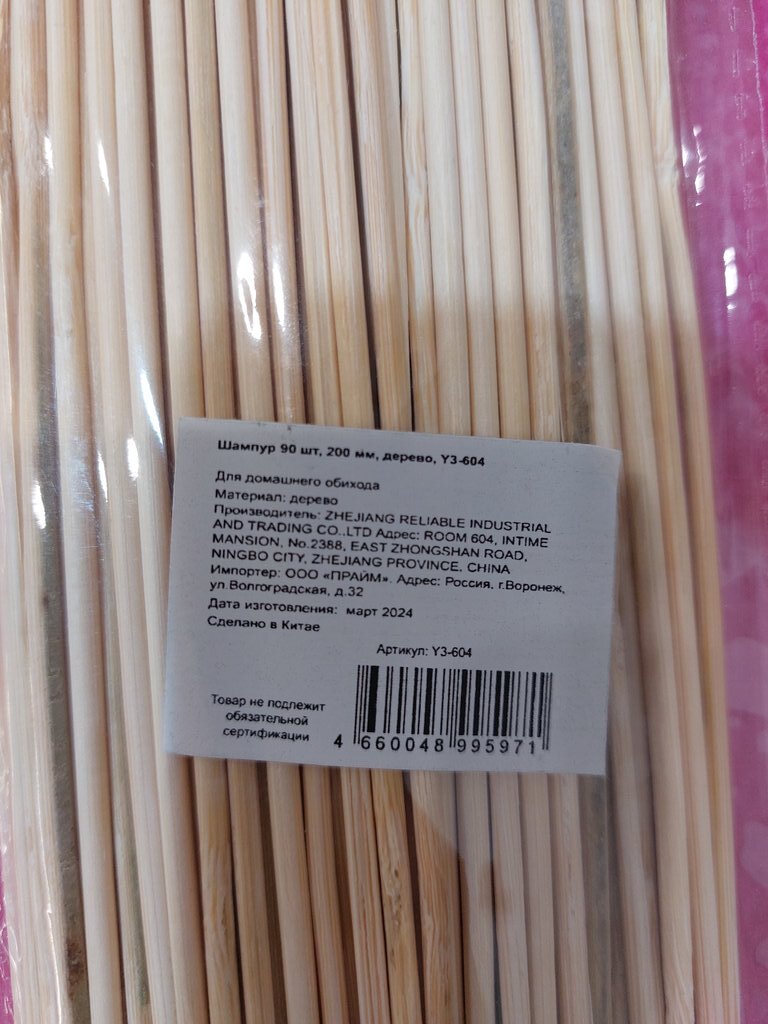 Шампур 90 шт, 200 мм, дерево, Y3-604
Для домашнего обихода
Материал: дерево
Производитель: ZHEJIANG RELIABLE INDUSTRIAL
AND TRADING CO.,LTD Адрес: ROOM 604, INTIME
MANSION, No.2388, EAST ZHONGSHAN ROAD,
NINGBO CITY, ZHEJIANG PROVINCE, CHINA
Импортер: ООО «ПРАЙМ». Адрес: Россия, г.Воронеж,
ул.Волгоградская, д.32
Дата изготовления: март 2024
Сделано в Китае
Артикул: Y3-604
Товар не подлежит
обязательной
сертификации
4 660048 995971